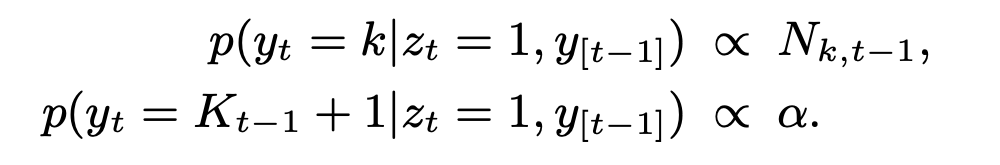 p(y_t = k|z_t = 1, y_{[t−1]}) ∝ N_{k,t−1},
p(y_t = K_{t−1} + 1|z_t = 1, y_{[t−1]}) ∝ α.